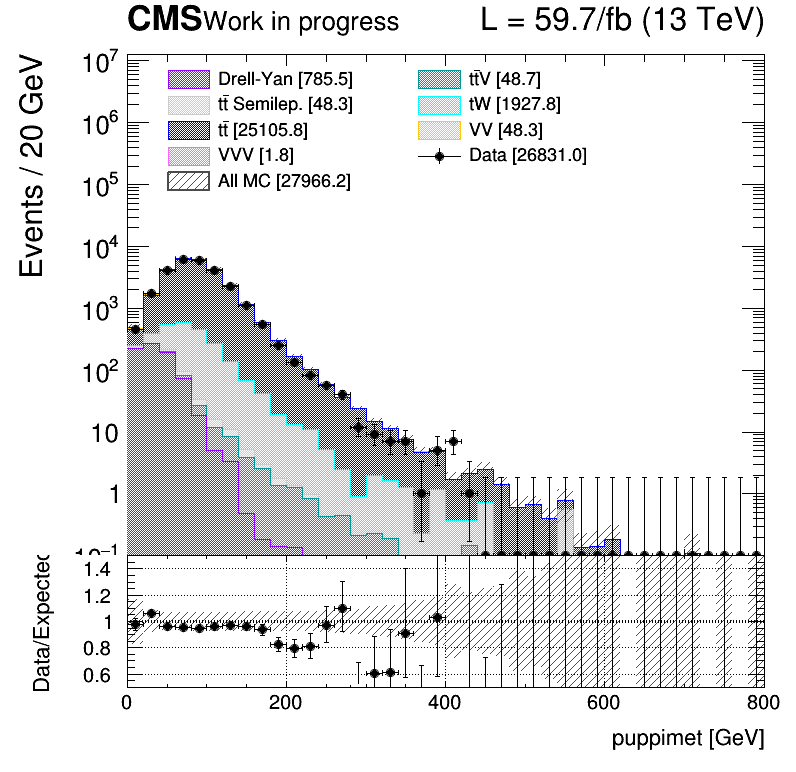 CMS Work in progress L = 59.7/fb (13 TeV)
Events / 20 GeV
10⁷
10⁶
10⁵
10⁴
10³
10²
10
1
10⁻¹
Drell-Yan [785.5]
tt̄V [48.7]
tt̄ Semilep. [48.3]
tW [1927.8]
tt̄ [25105.8]
VV [48.3]
VVV [1.8]
Data [26831.0]
All MC [27966.2]
Data/Expected
1.4
1.2
1
0.8
0.6
0 200 400 600 800
puppimet [GeV]